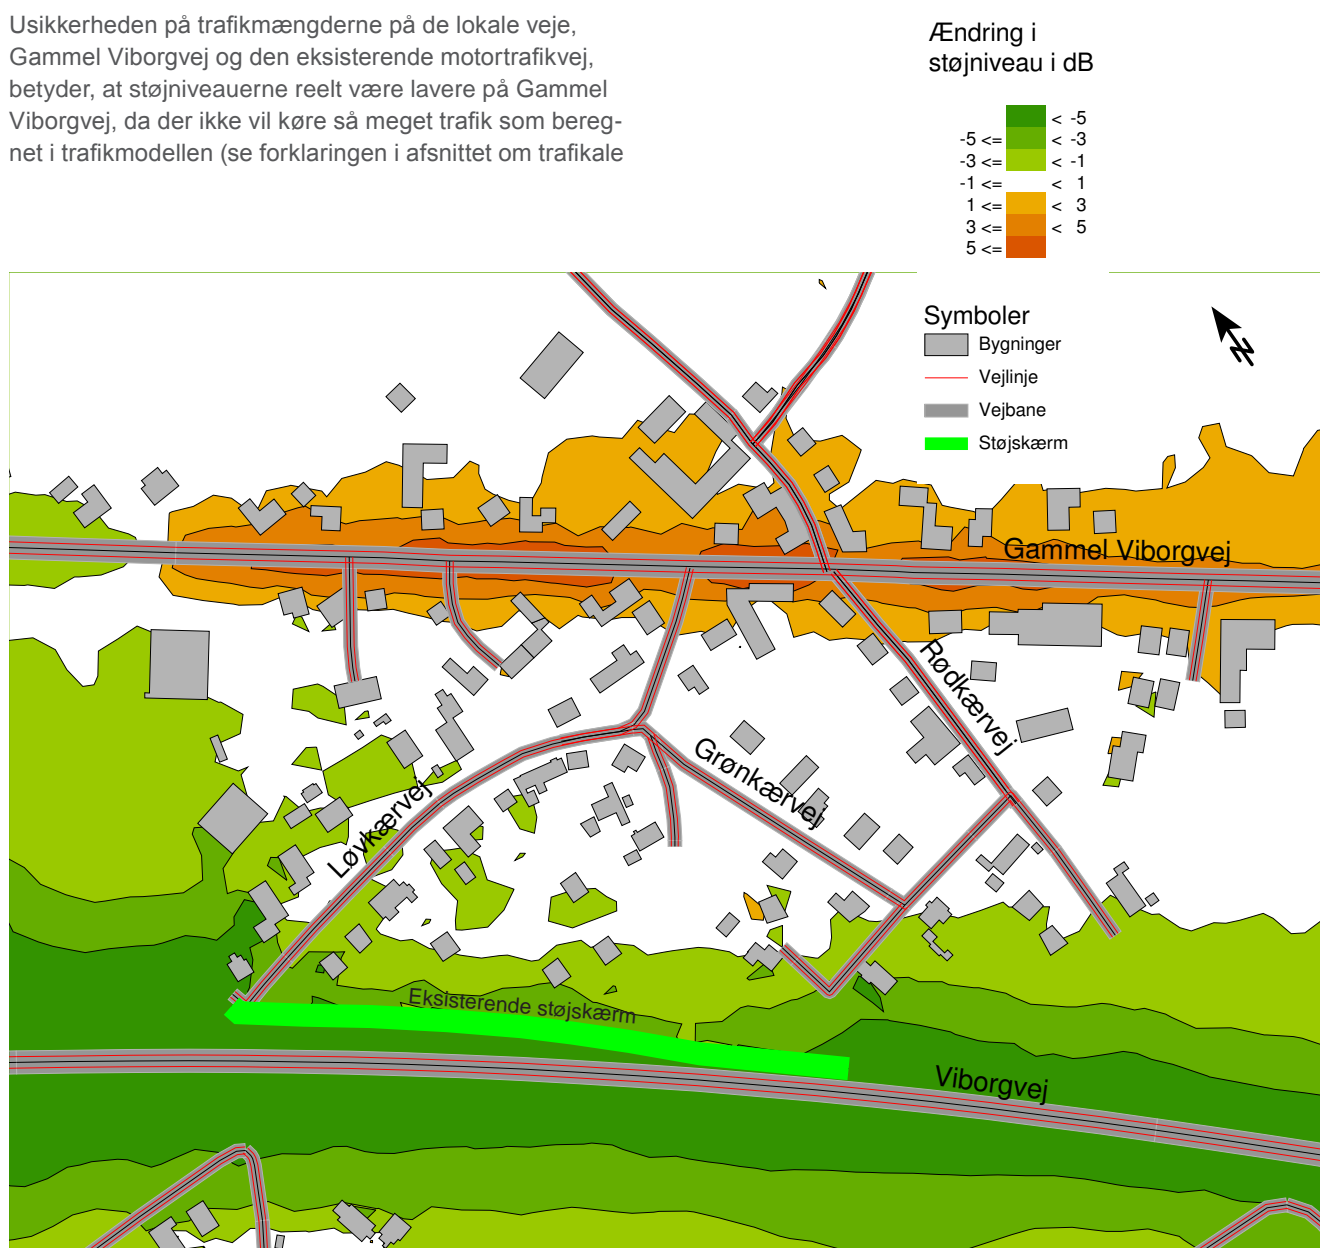 Usikkerheden på trafikmængderne på de lokale veje,
Gammel Viborgvej og den eksisterende motortrafikvej,
betyder, at støjniveauerne reelt være lavere på Gammel
Viborgvej, da der ikke vil køre så meget trafik som bereg-
net i trafikmodellen (se forklaringen i afsnittet om trafikale
Ændring i
støjniveau i dB
< -5
-5 <= < -3
-3 <= < -1
-1 <= < 1
1 <= < 3
3 <= < 5
5 <=
Symboler
Bygninger
Vejlinje
Vejbane
Støjskærm
N
Gammel Viborgvej
Rødkærvej
Grønkærvej
Løvkærvej
Eksisterende støjskærm
Viborgvej